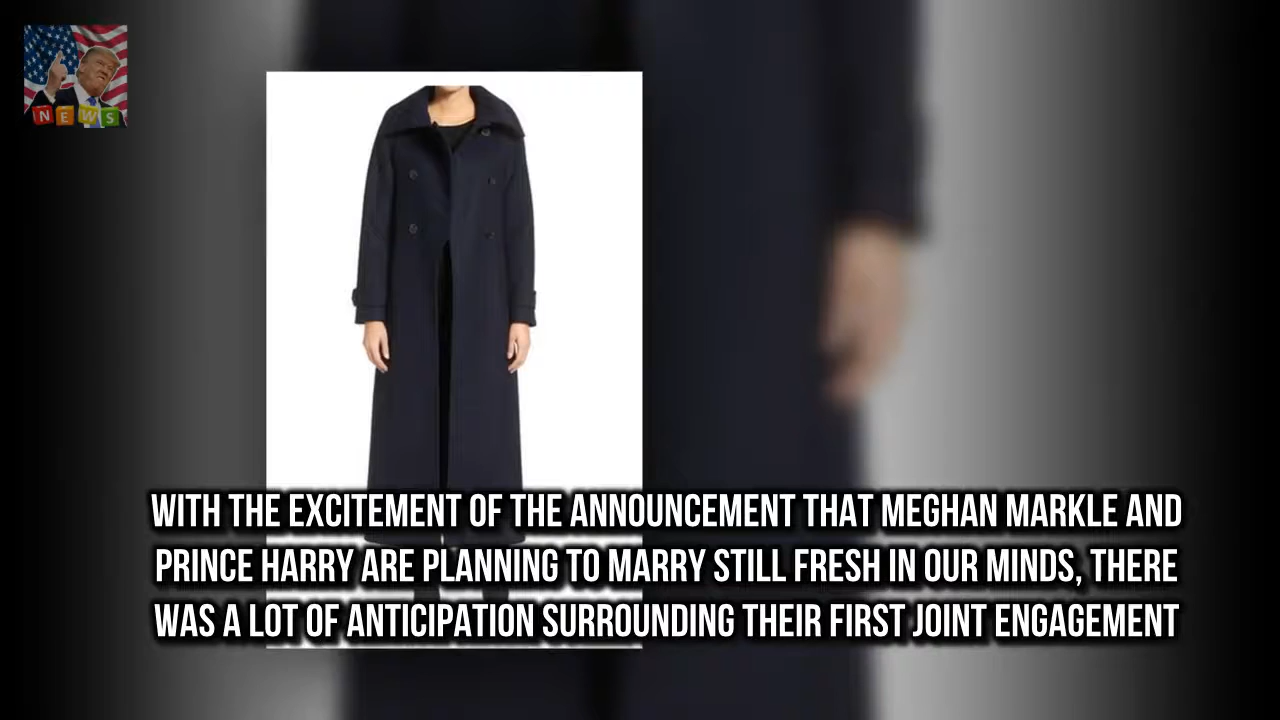 NEWS
WITH THE EXCITEMENT OF THE ANNOUNCEMENT THAT MEGHAN MARKLE AND
PRINCE HARRY ARE PLANNING TO MARRY STILL FRESH IN OUR MINDS, THERE
WAS A LOT OF ANTICIPATION SURROUNDING THEIR FIRST JOINT ENGAGEMENT